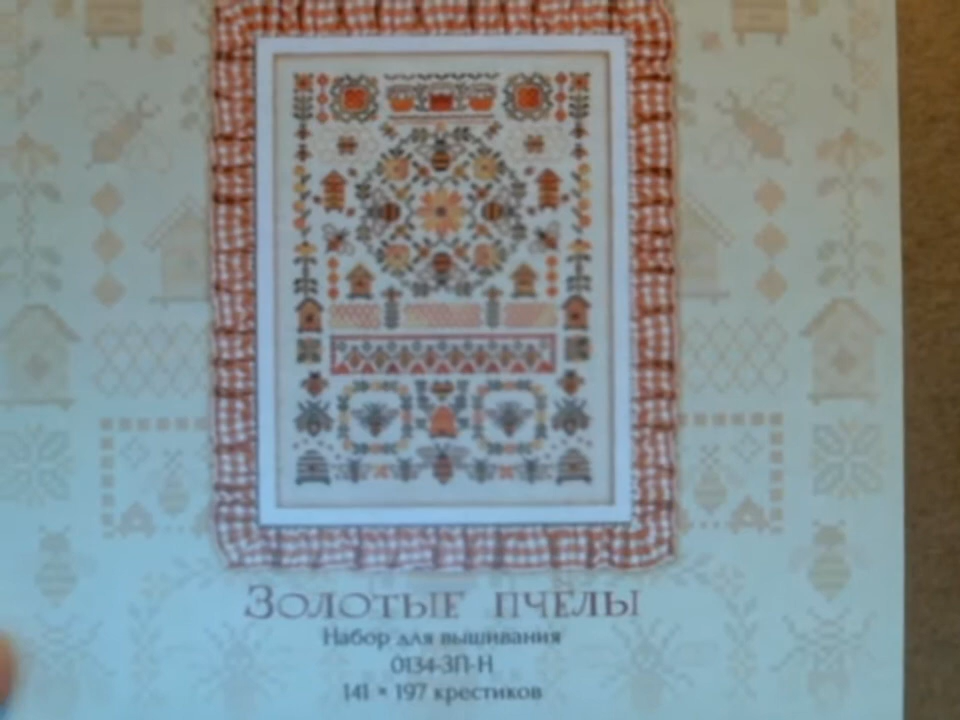 Золотые пчелы
Набор для вышивания
0134-ЗП-Н
141 × 197 крестиков